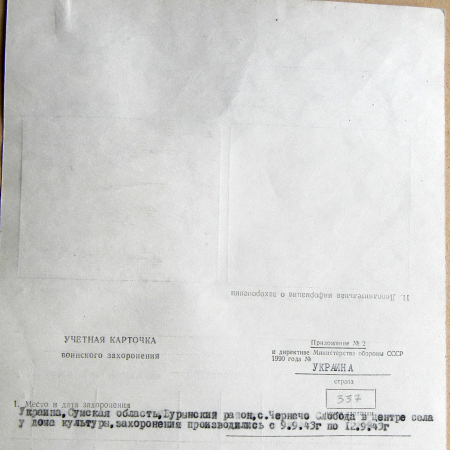 11. Дополнительная информация о захоронении
УЧЕТНАЯ КАРТОЧКА
воинского захоронения
Приложение № 2
к директиве Министерства обороны СССР
1990 года №
УКРАИНА
страна
337
1. Место и дата захоронения
Украина,Сумская область,Бурынский район,с.Черначо Слобода в центре села
у дома культуры,захоронения производились с 9.9.43г по 12.9.43г